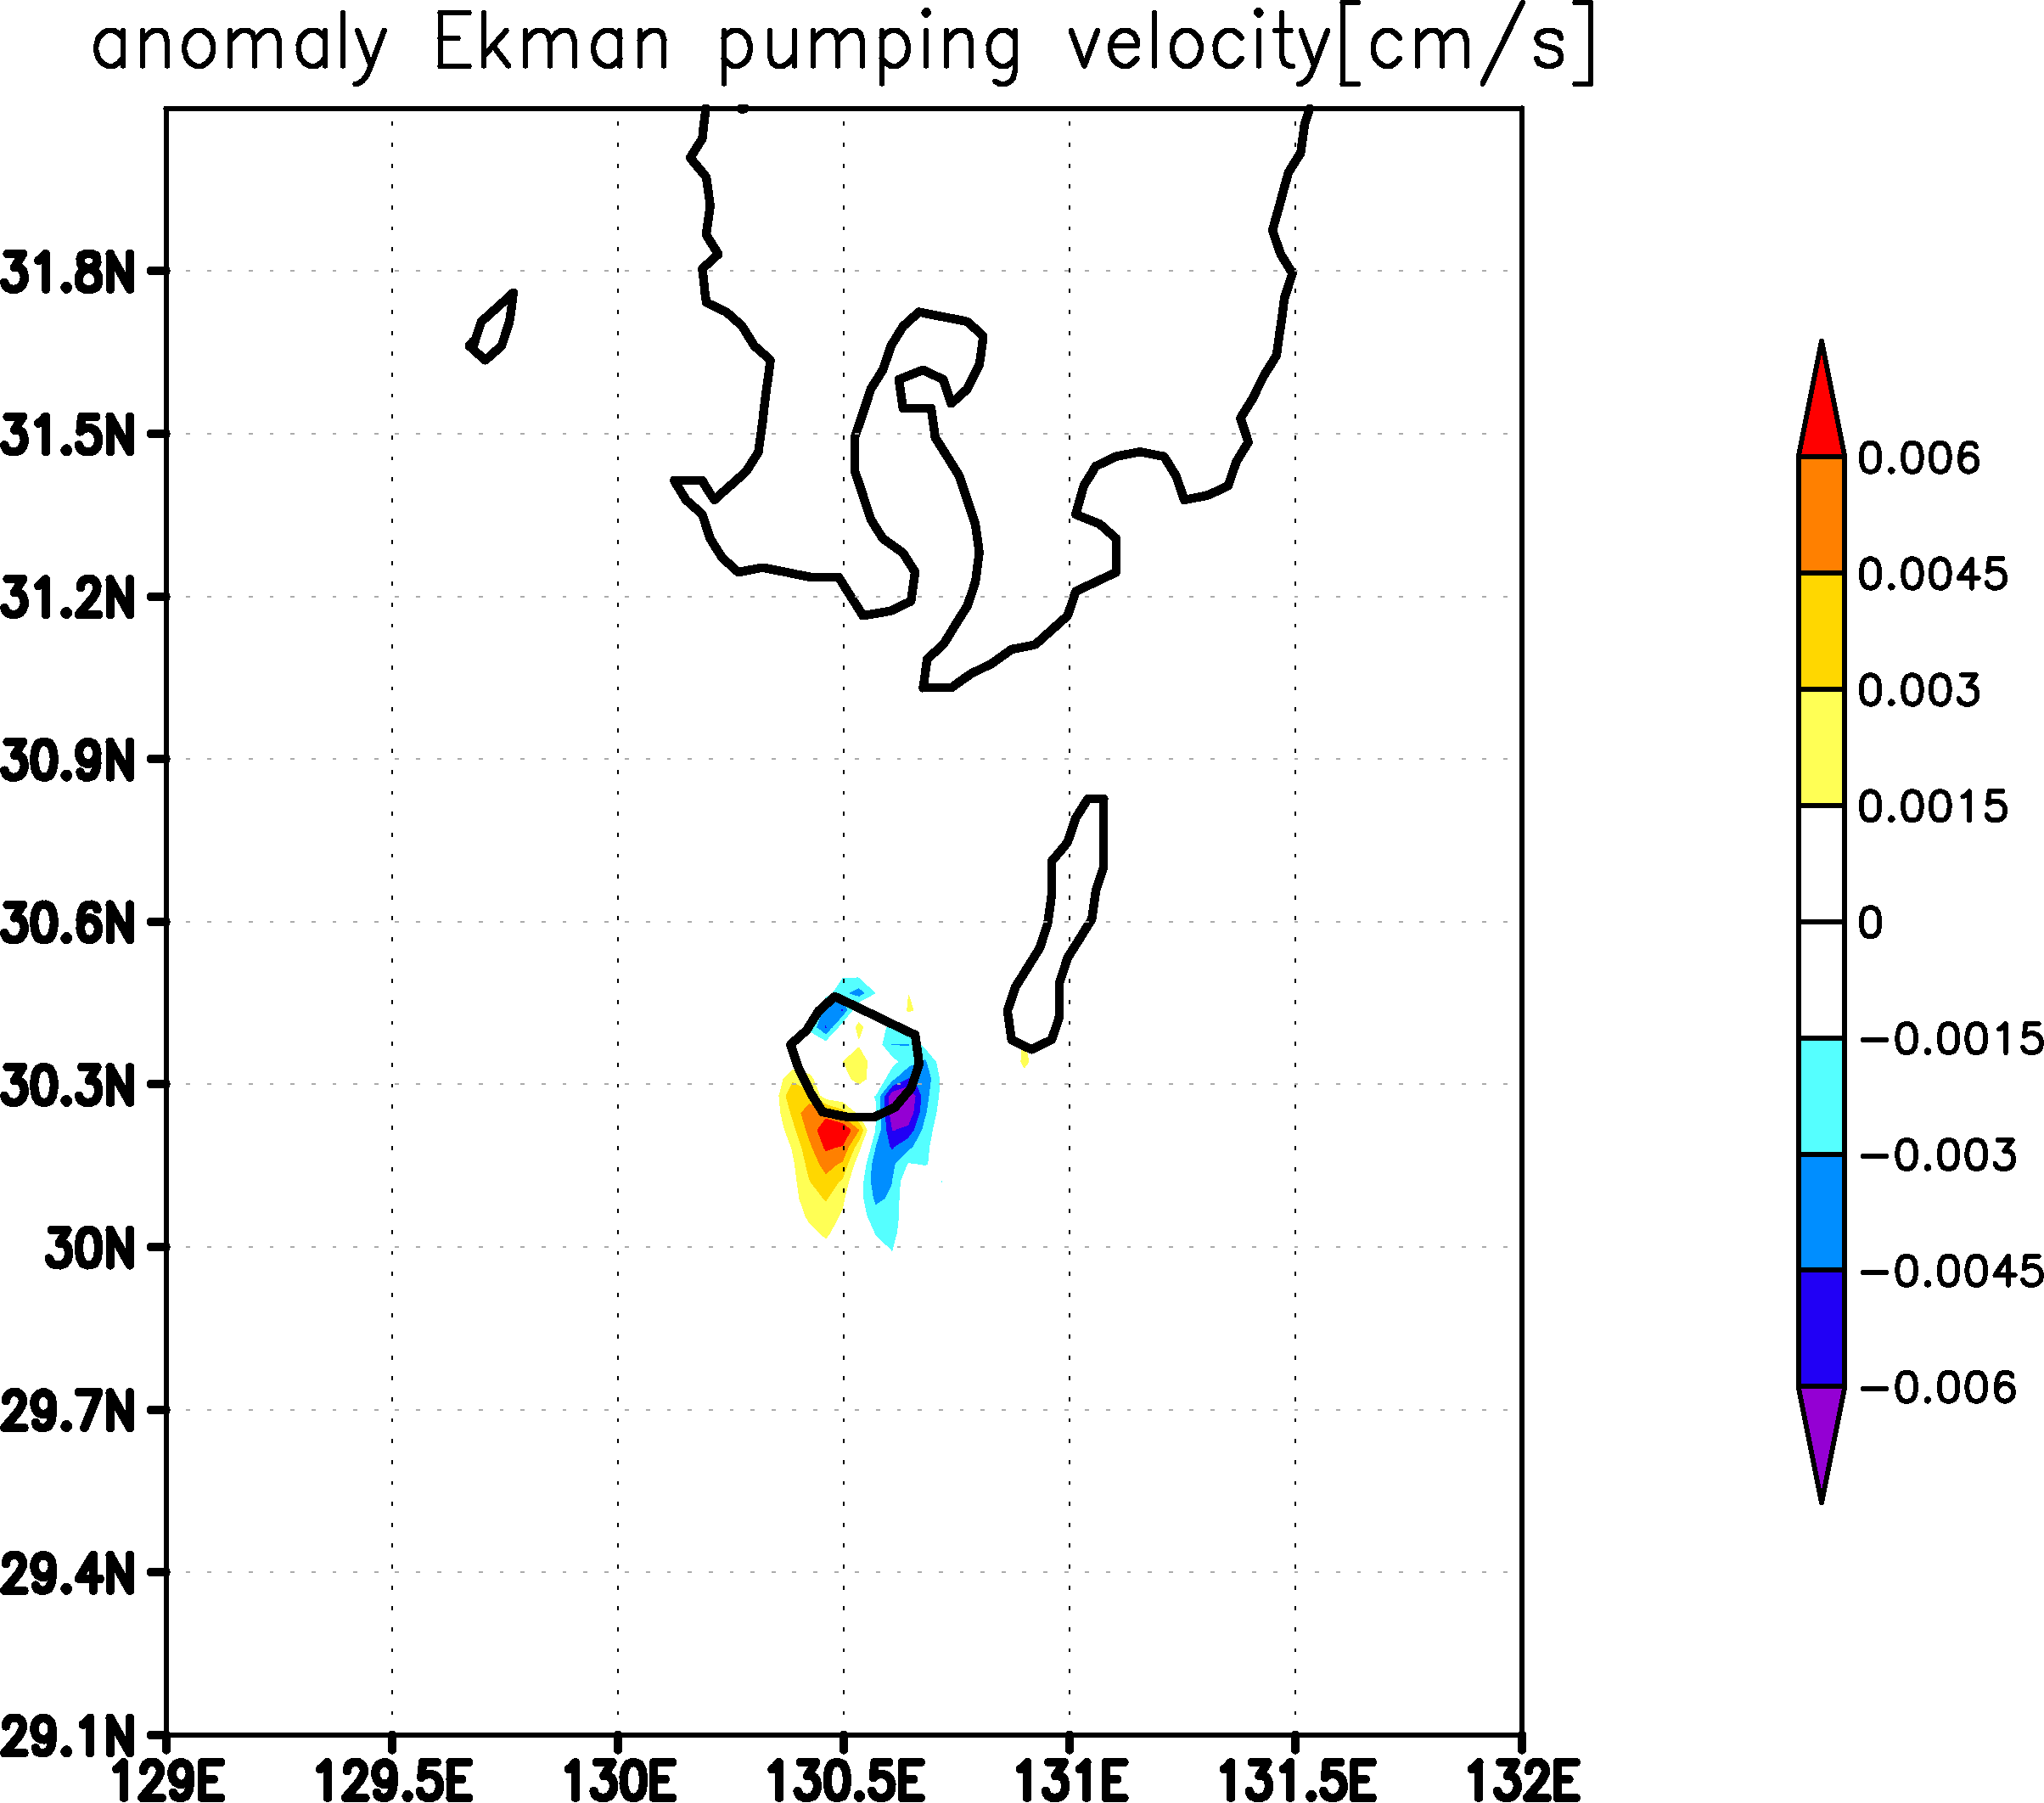 anomaly Ekman pumping velocity[cm/s]
31.8N
31.5N
31.2N
30.9N
30.6N
30.3N
30N
29.7N
29.4N
29.1N
129E 129.5E 130E 130.5E 131E 131.5E 132E
0.006
0.0045
0.003
0.0015
0
−0.0015
−0.003
−0.0045
−0.006